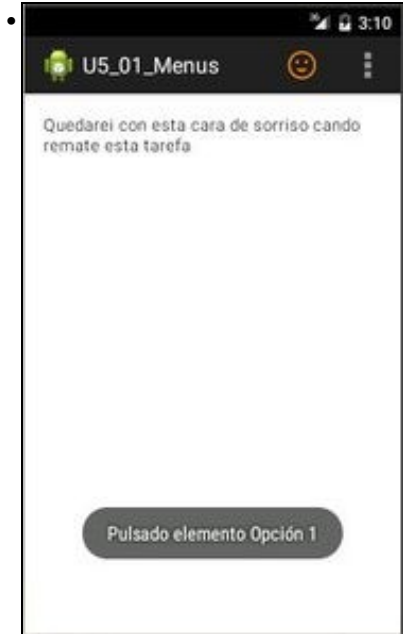 3:10
U5_01_Menus
Quedarei con esta cara de sorriso cando
remate esta tarefa
Pulsado elemento Opción 1